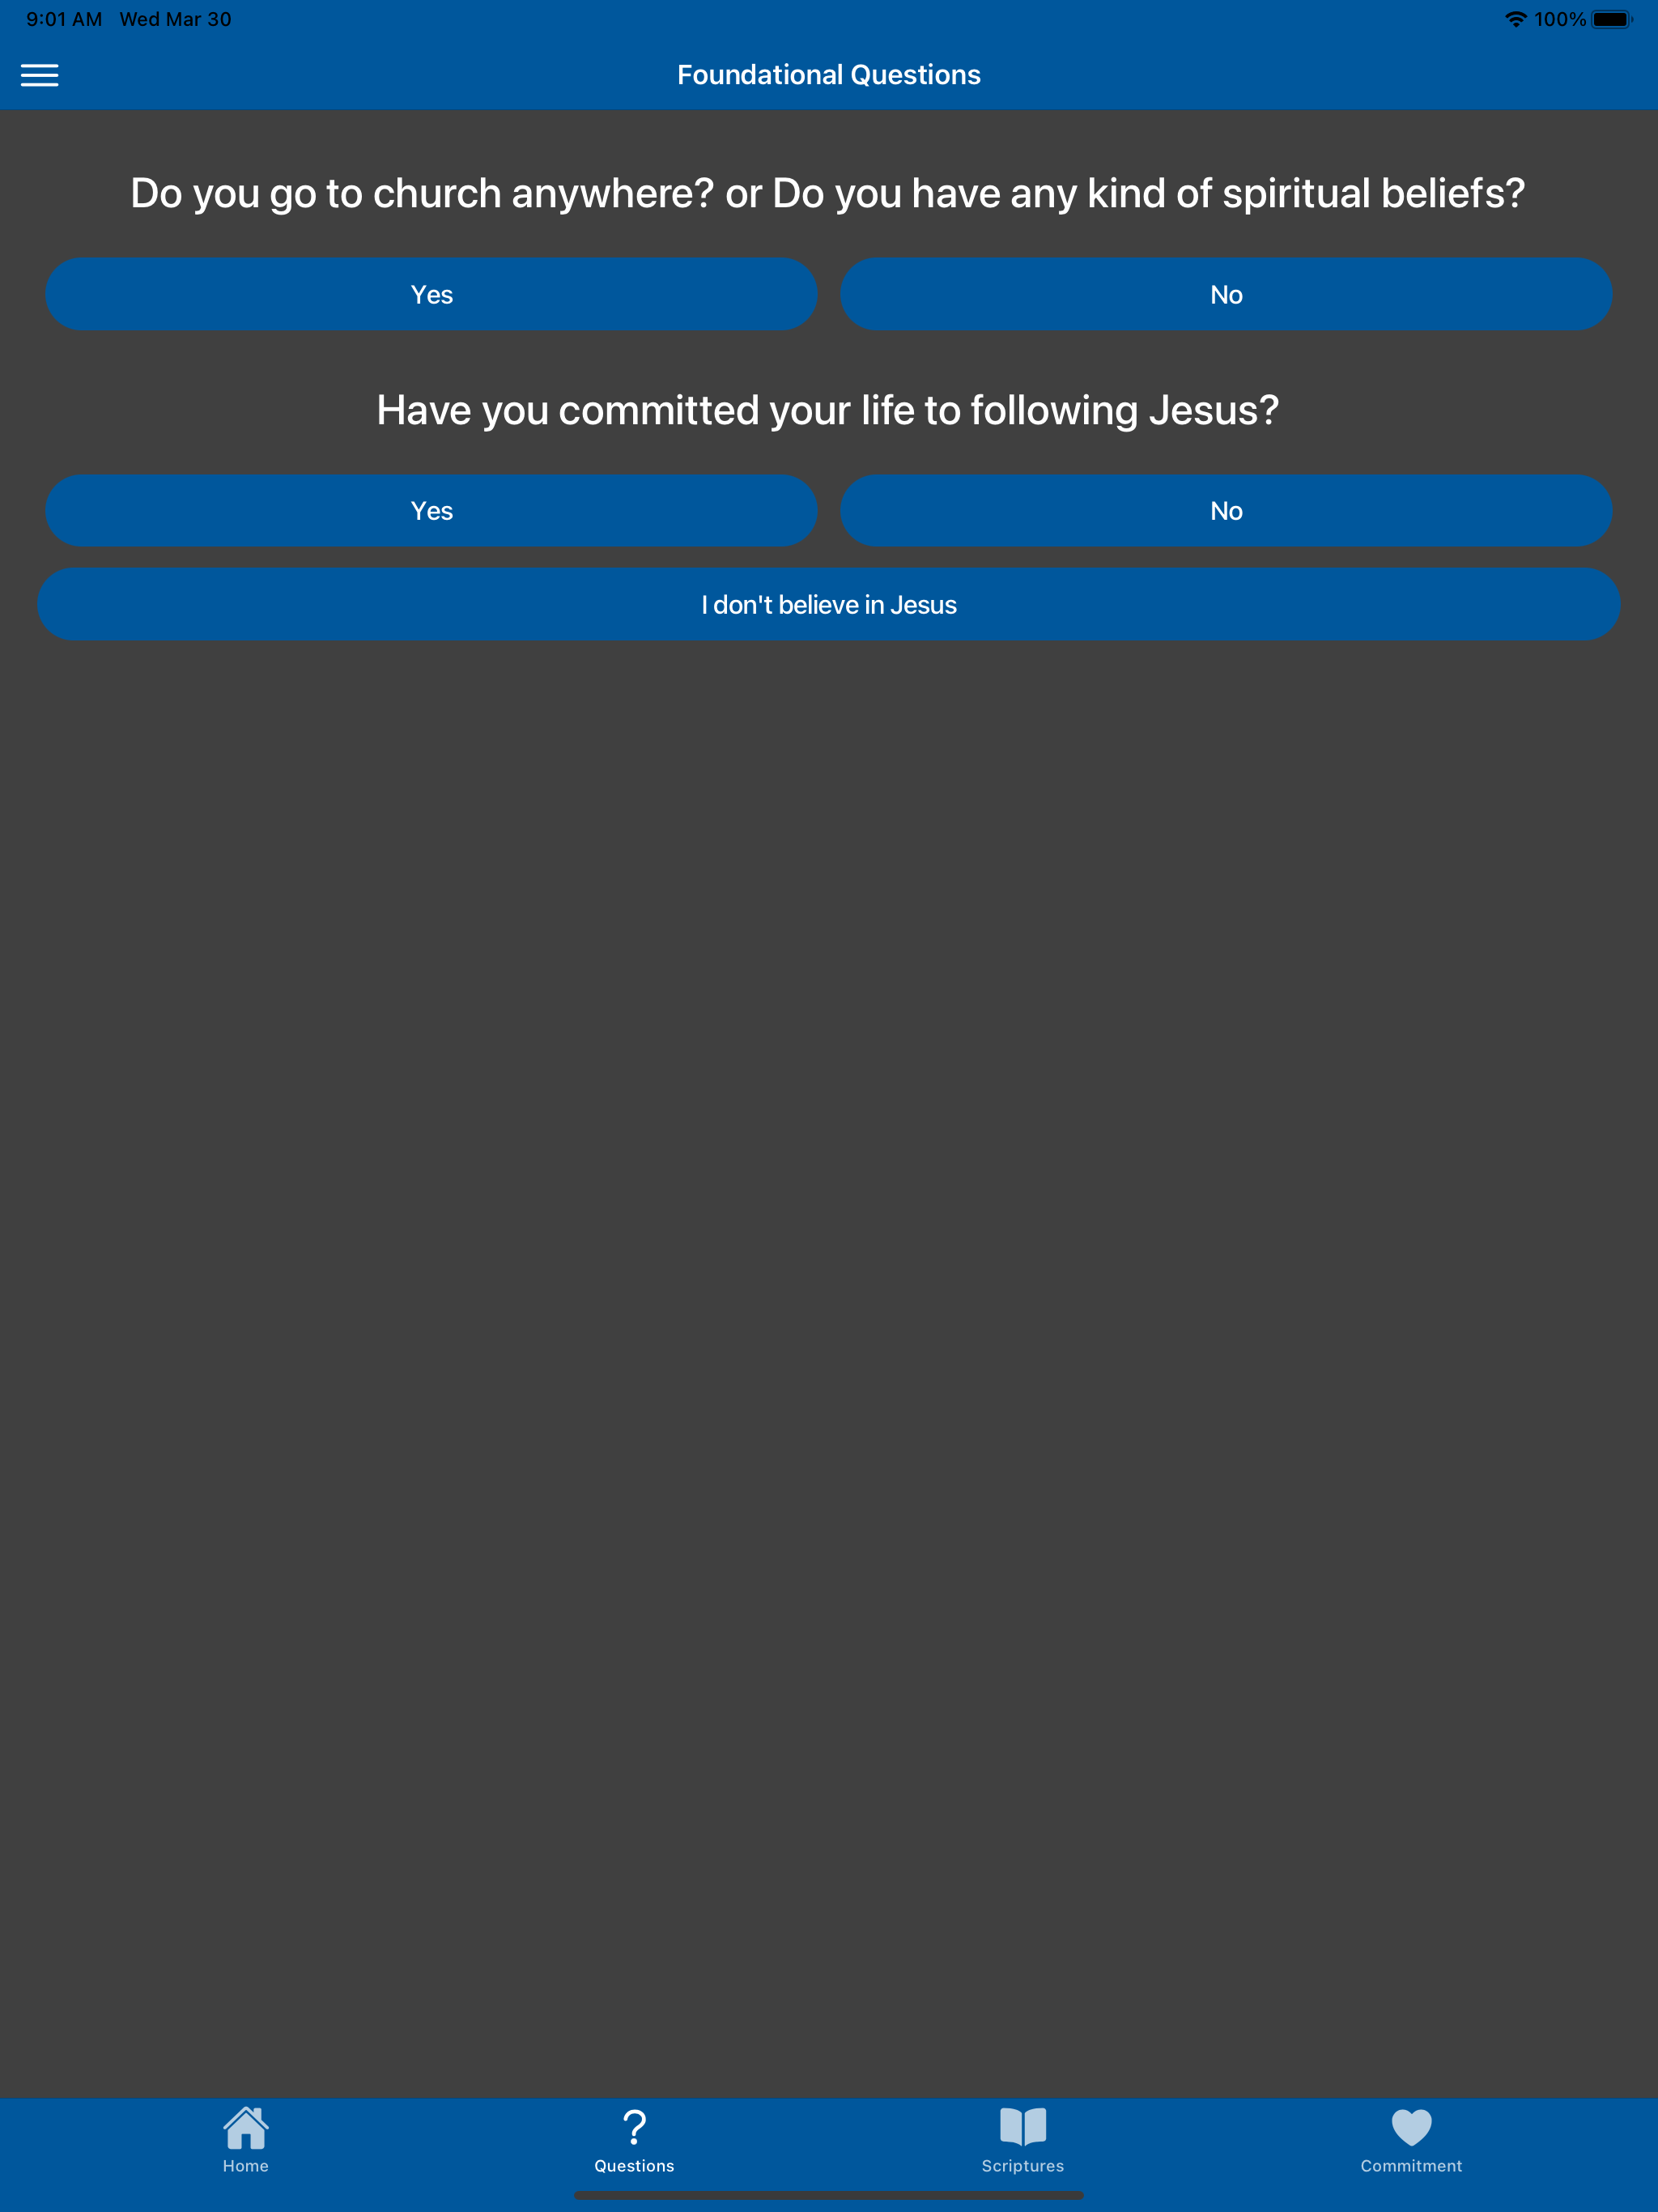 9:01 AM Wed Mar 30 100%
Foundational Questions
Do you go to church anywhere? or Do you have any kind of spiritual beliefs?
Yes No
Have you committed your life to following Jesus?
Yes No
I don't believe in Jesus
Home Questions Scriptures Commitment